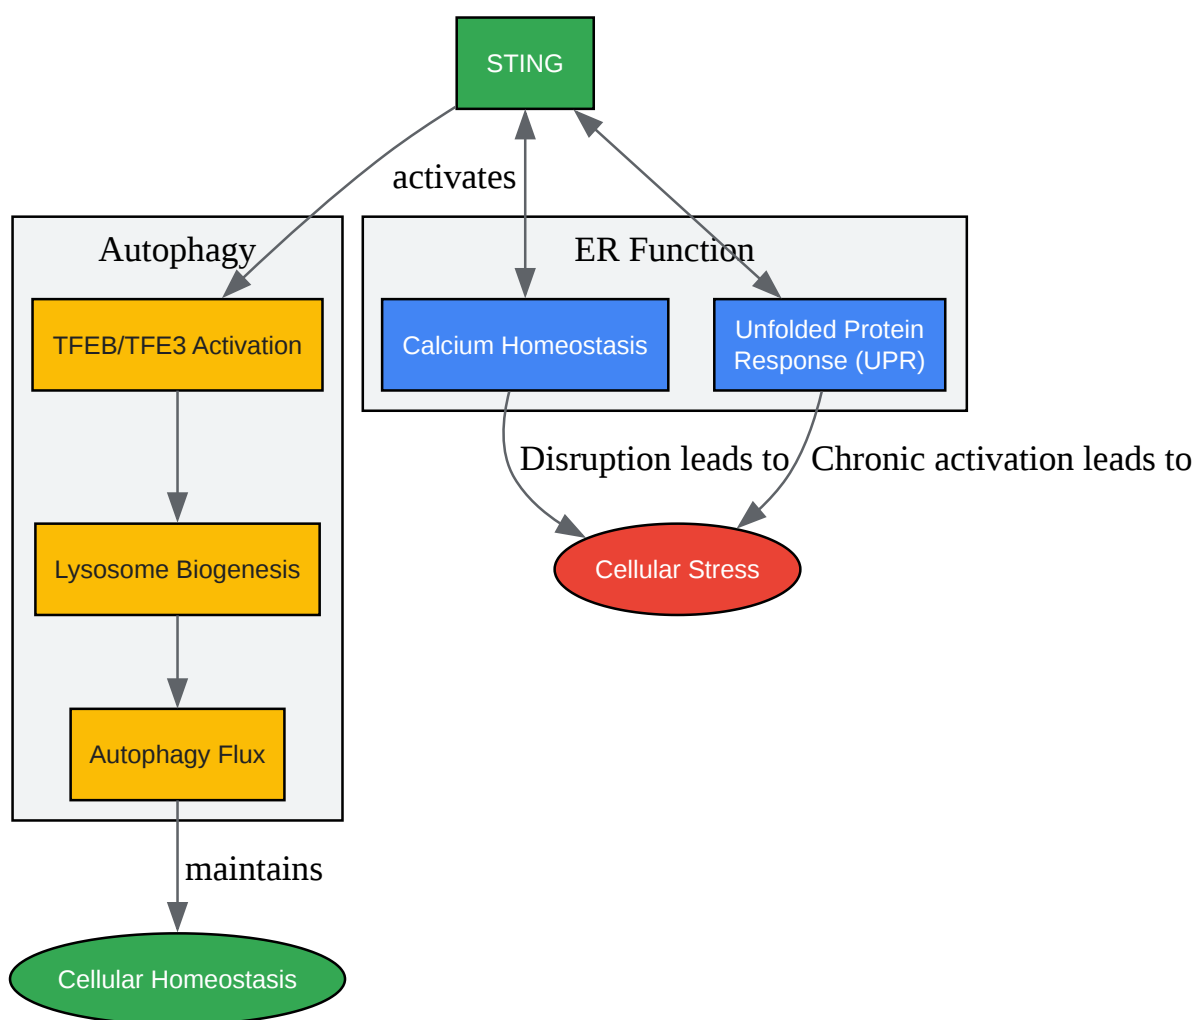 STING
activates
Autophagy
ER Function
TFEB/TFE3 Activation
Calcium Homeostasis
Unfolded Protein
Response (UPR)
Disruption leads to
Chronic activation leads to
Lysosome Biogenesis
Cellular Stress
Autophagy Flux
maintains
Cellular Homeostasis